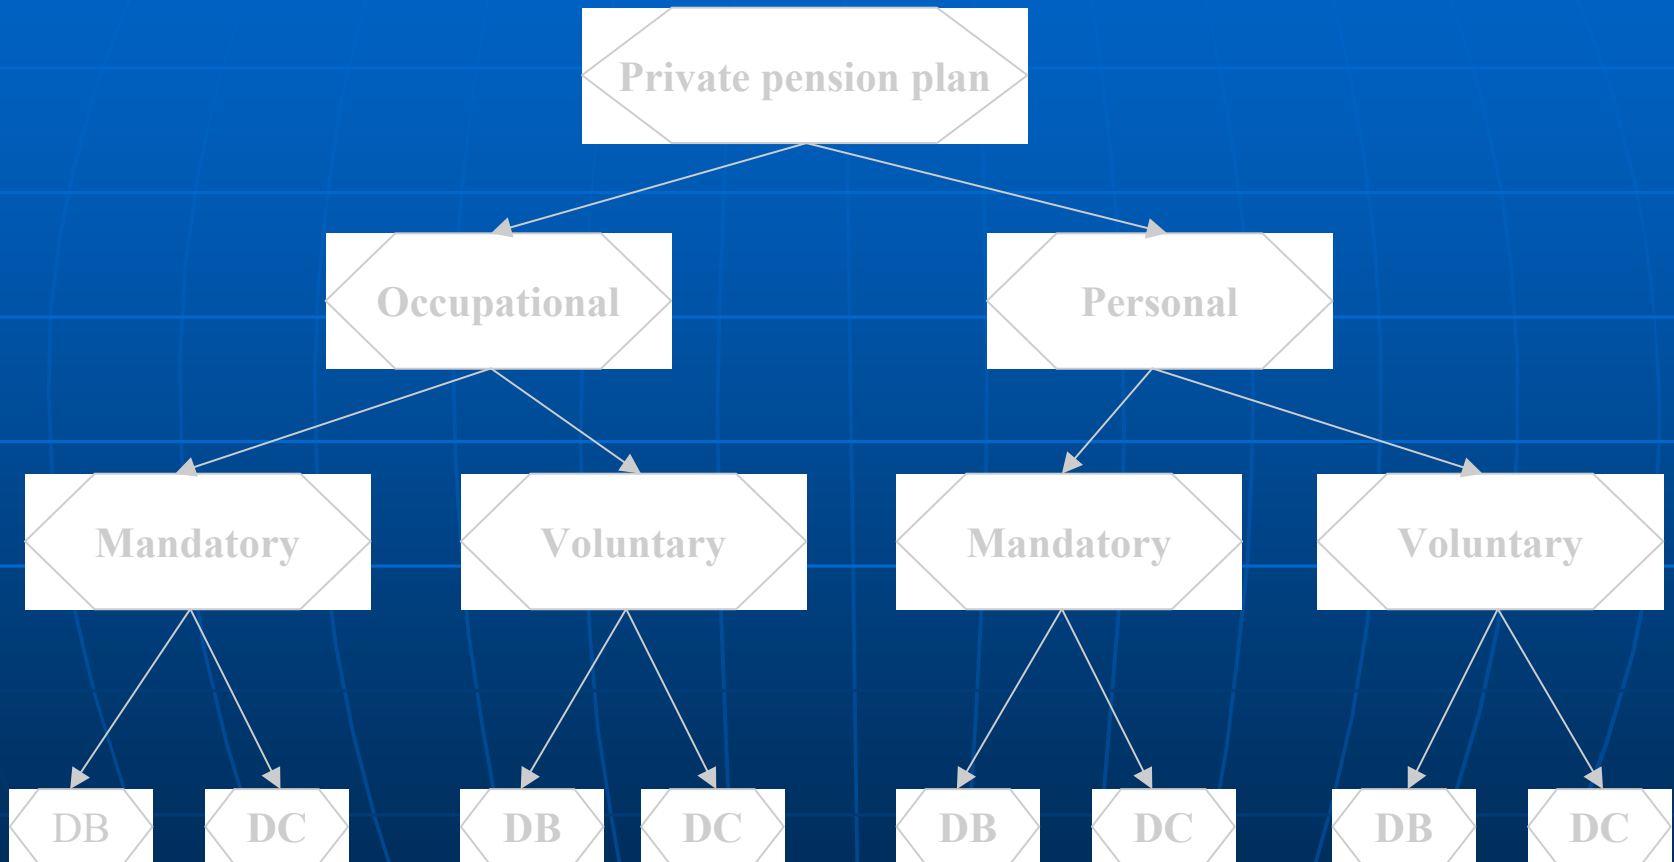 Private pension plan
Occupational
Personal
Mandatory
Voluntary
Mandatory
Voluntary
DB
DC
DB
DC
DB
DC
DB
DC